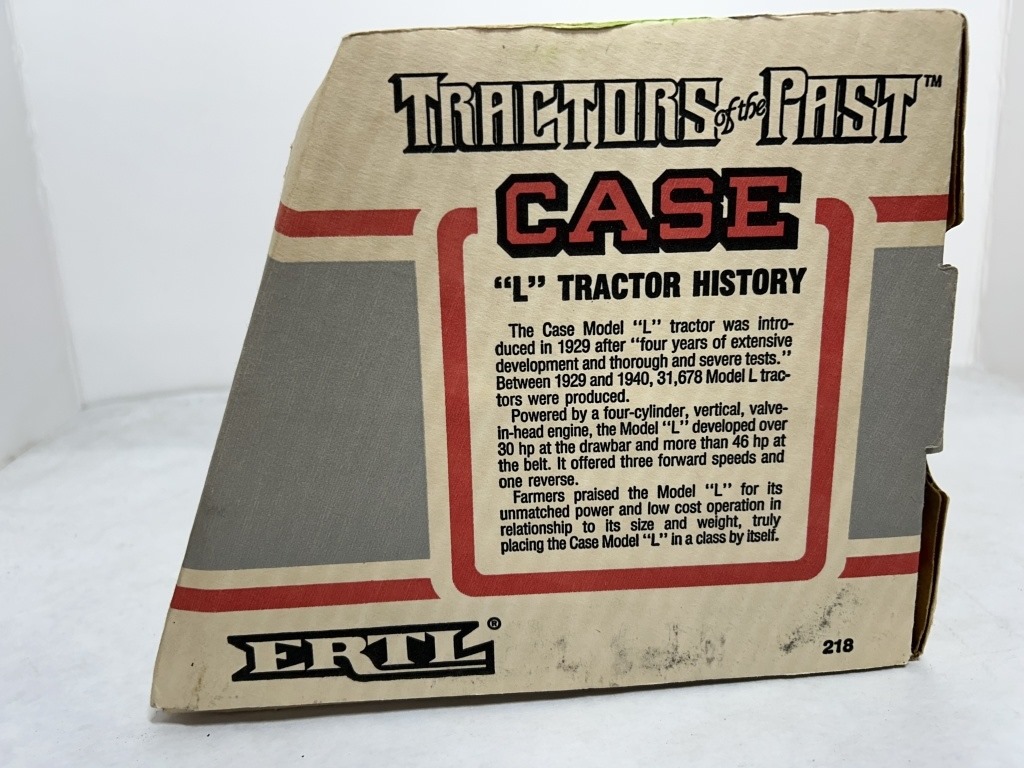 TRACTORS of the PAST™
CASE
"L" TRACTOR HISTORY
The Case Model "L" tractor was intro-
duced in 1929 after "four years of extensive
development and thorough and severe tests."
Between 1929 and 1940, 31,678 Model L trac-
tors were produced.
Powered by a four-cylinder, vertical, valve-
in-head engine, the Model "L" developed over
30 hp at the drawbar and more than 46 hp at
the belt. It offered three forward speeds and
one reverse.
Farmers praised the Model "L" for its
unmatched power and low cost operation in
relationship to its size and weight, truly
placing the Case Model "L" in a class by itself.
ERTL®
218